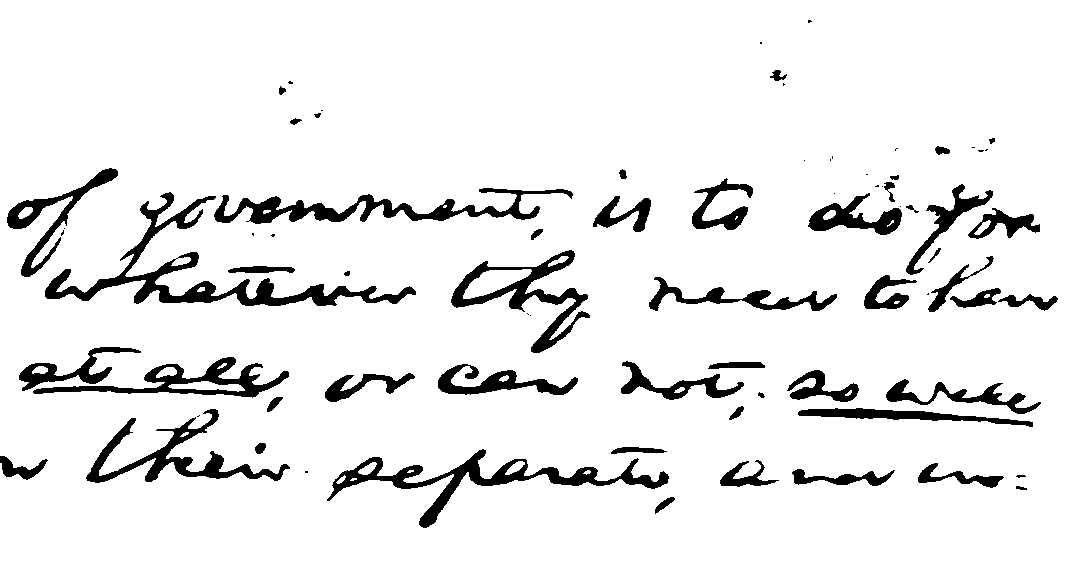 of government, is to do for
whatever they need to have
at all, or can not, so well
n their separate, and in-